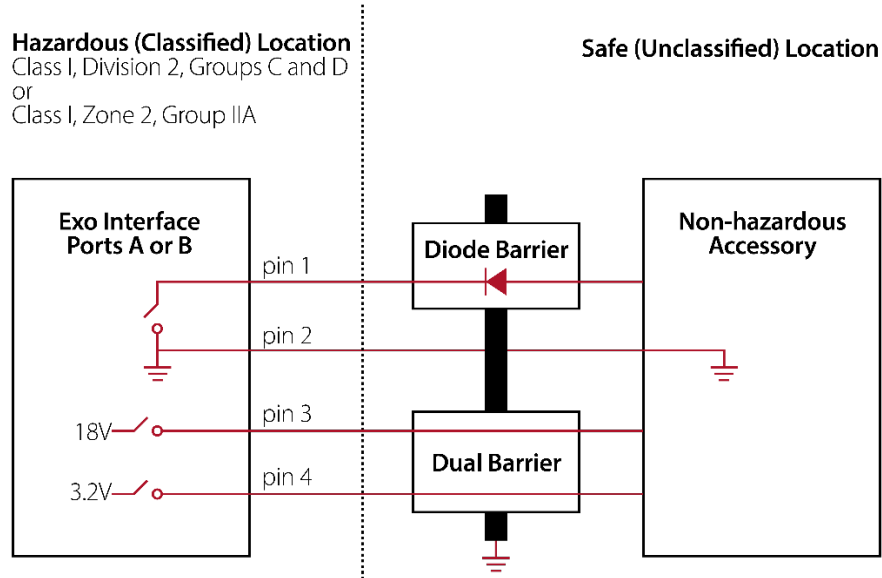 Hazardous (Classified) Location
Class I, Division 2, Groups C and D
or
Class I, Zone 2, Group IIA
Safe (Unclassified) Location
Exo Interface
Ports A or B
pin 1
pin 2
18V
pin 3
3.2V
pin 4
Diode Barrier
Dual Barrier
Non-hazardous
Accessory